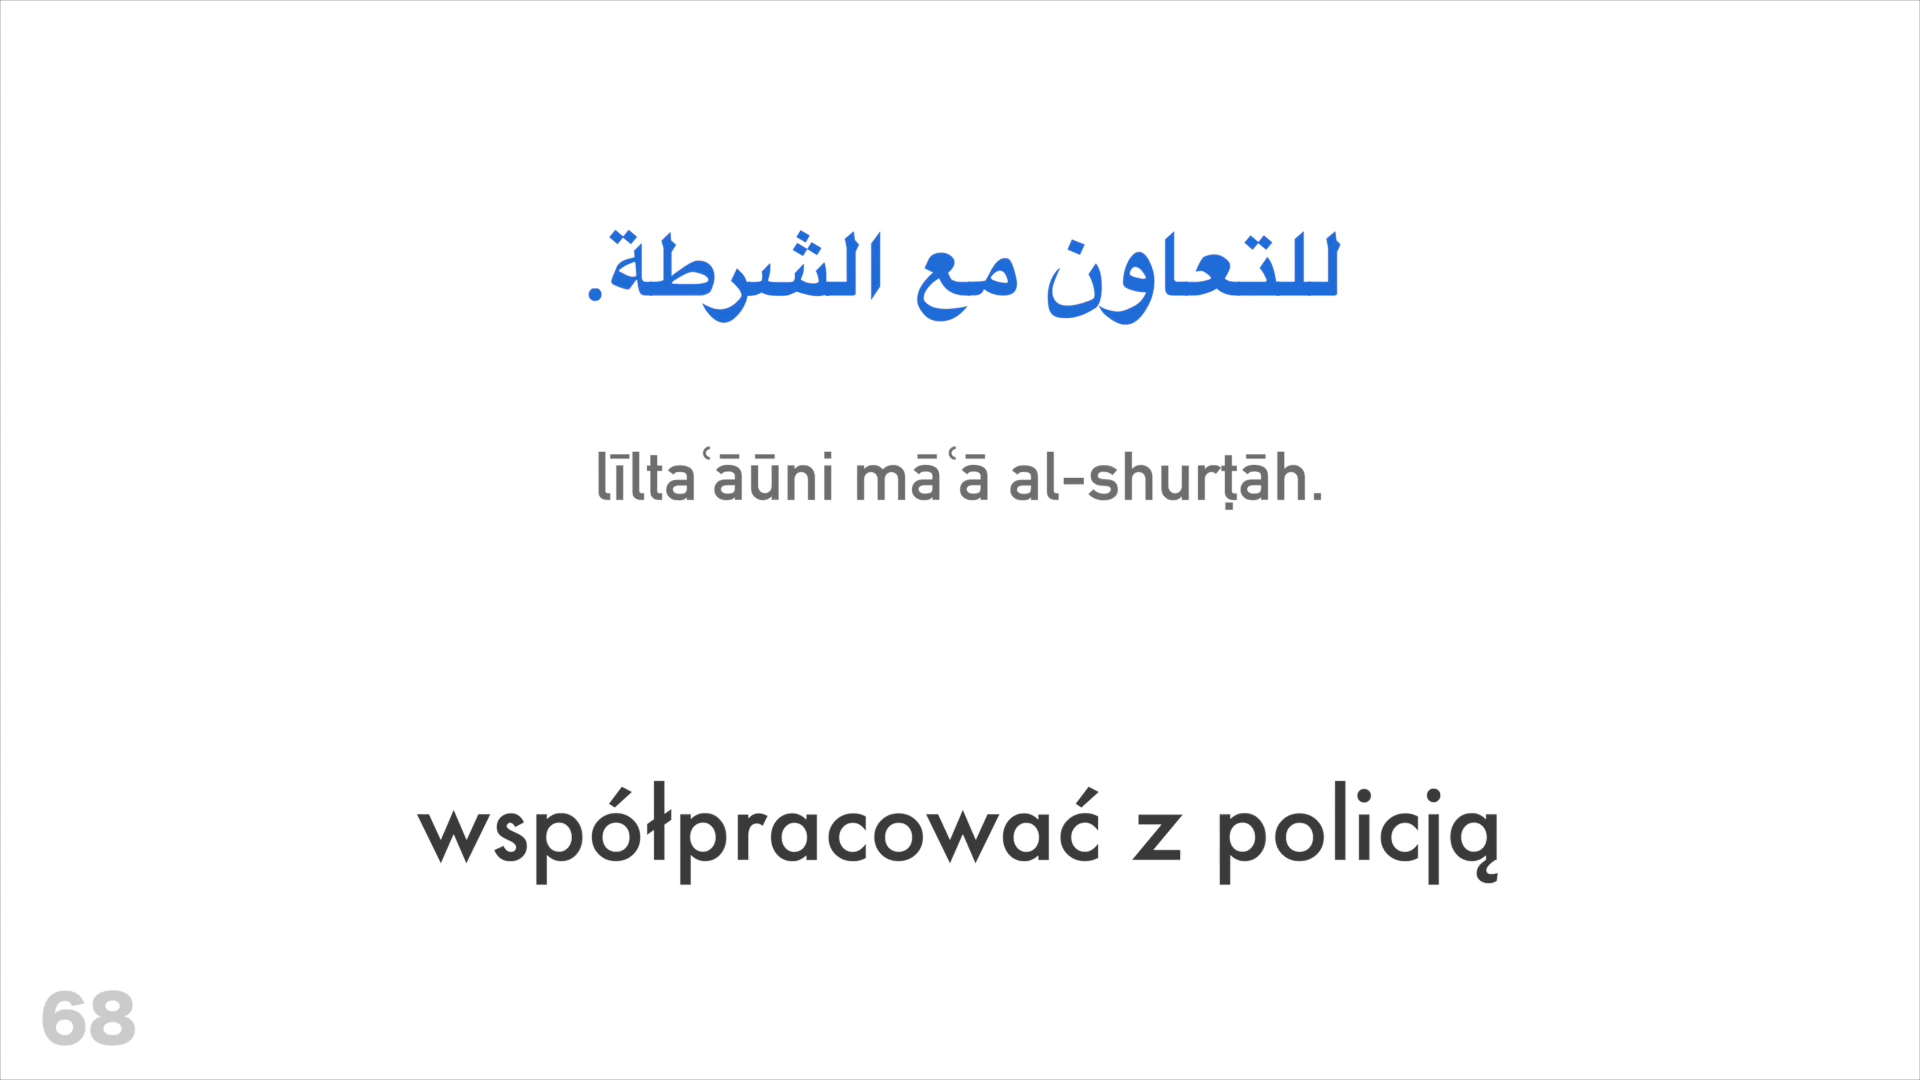 للتعاون مع الشرطة.
līltaʿāūni māʿā al-shurṭāh.
współpracować z policją
68